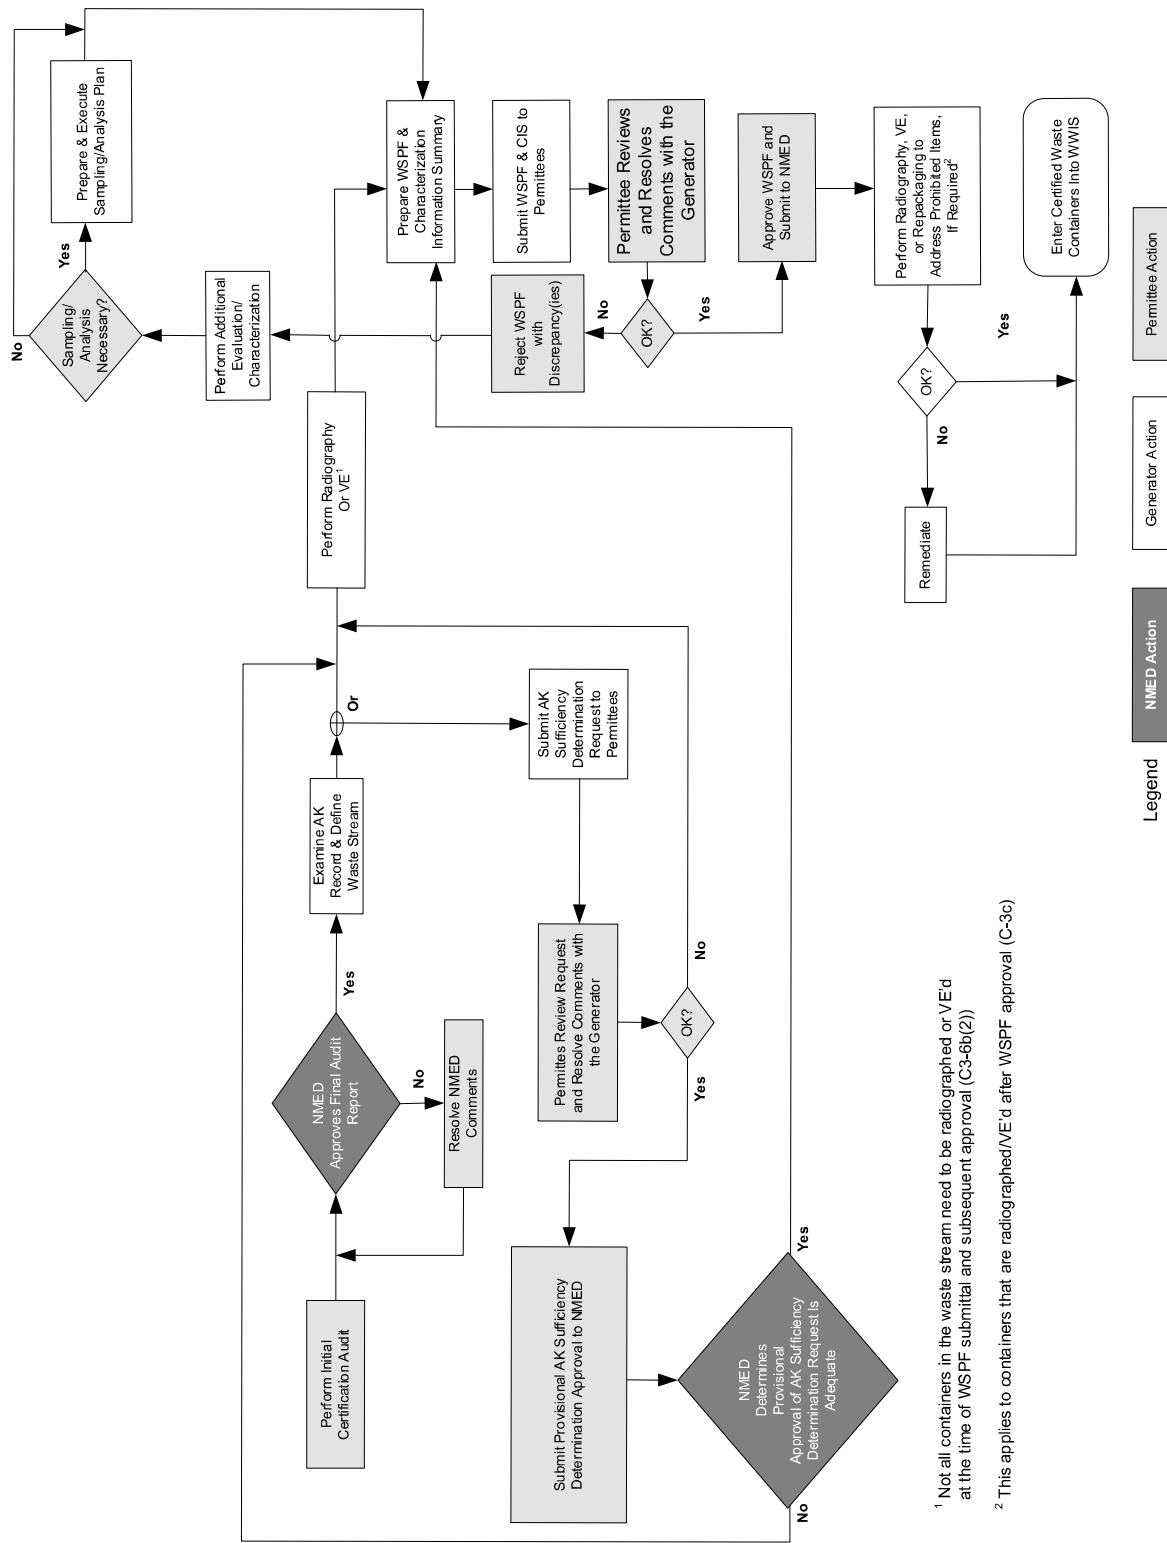 Perform Initial
Certification Audit
NMED
Approves Final Audit
Report
Yes
No
Resolve NMED
Comments
Examine AK
Record & Define
Waste Stream
Or
Perform Radiography
Or VE1
Submit AK
Sufficiency
Determination
Request to
Permittees
Permittes Review Request
and Resolve Comments with
the Generator
OK?
No
Yes
Submit Provisional AK Sufficiency
Determination Approval to NMED
NMED
Determines
Provisional
Approval of AK Sufficiency
Determination Request Is
Adequate
No
Yes
Prepare WSPF &
Characterization
Information Summary
Submit WSPF & CIS to
Permittees
Permittee Reviews
and Resolves
Comments with the
Generator
OK?
No
Yes
Reject WSPF
with
Discrepancy(ies)
Perform Additional
Evaluation/
Characterization
Sampling/
Analysis
Necessary?
No
Yes
Prepare & Execute
Sampling/Analysis Plan
Approve WSPF and
Submit to NMED
Perform Radiography, VE,
or Repackaging to
Address Prohibited Items,
If Required2
OK?
No
Yes
Remediate
Enter Certified Waste
Containers Into WWIS
1 Not all containers in the waste stream need to be radiographed or VE'd
at the time of WSPF submittal and subsequent approval (C3-6b(2))
2 This applies to containers that are radiographed/VE'd after WSPF approval (C-3c)
Legend
NMED Action
Generator Action
Permittee Action